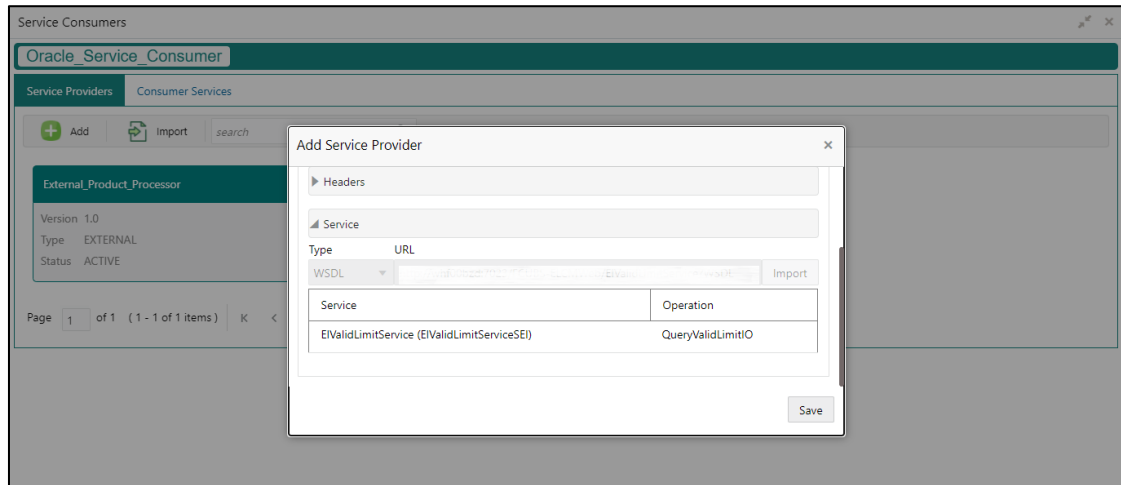 Service Consumers
Oracle_Service_Consumer
Service Providers Consumer Services
Add Import search
External_Product_Processor
Version 1.0
Type EXTERNAL
Status ACTIVE
Page 1 of 1 (1 - 1 of 1 items) K <
Add Service Provider
Headers
Service
Type URL
WSDL Import
Service Operation
EIValidLimitService (EIValidLimitServiceSEI) QueryValidLimitIO
Save